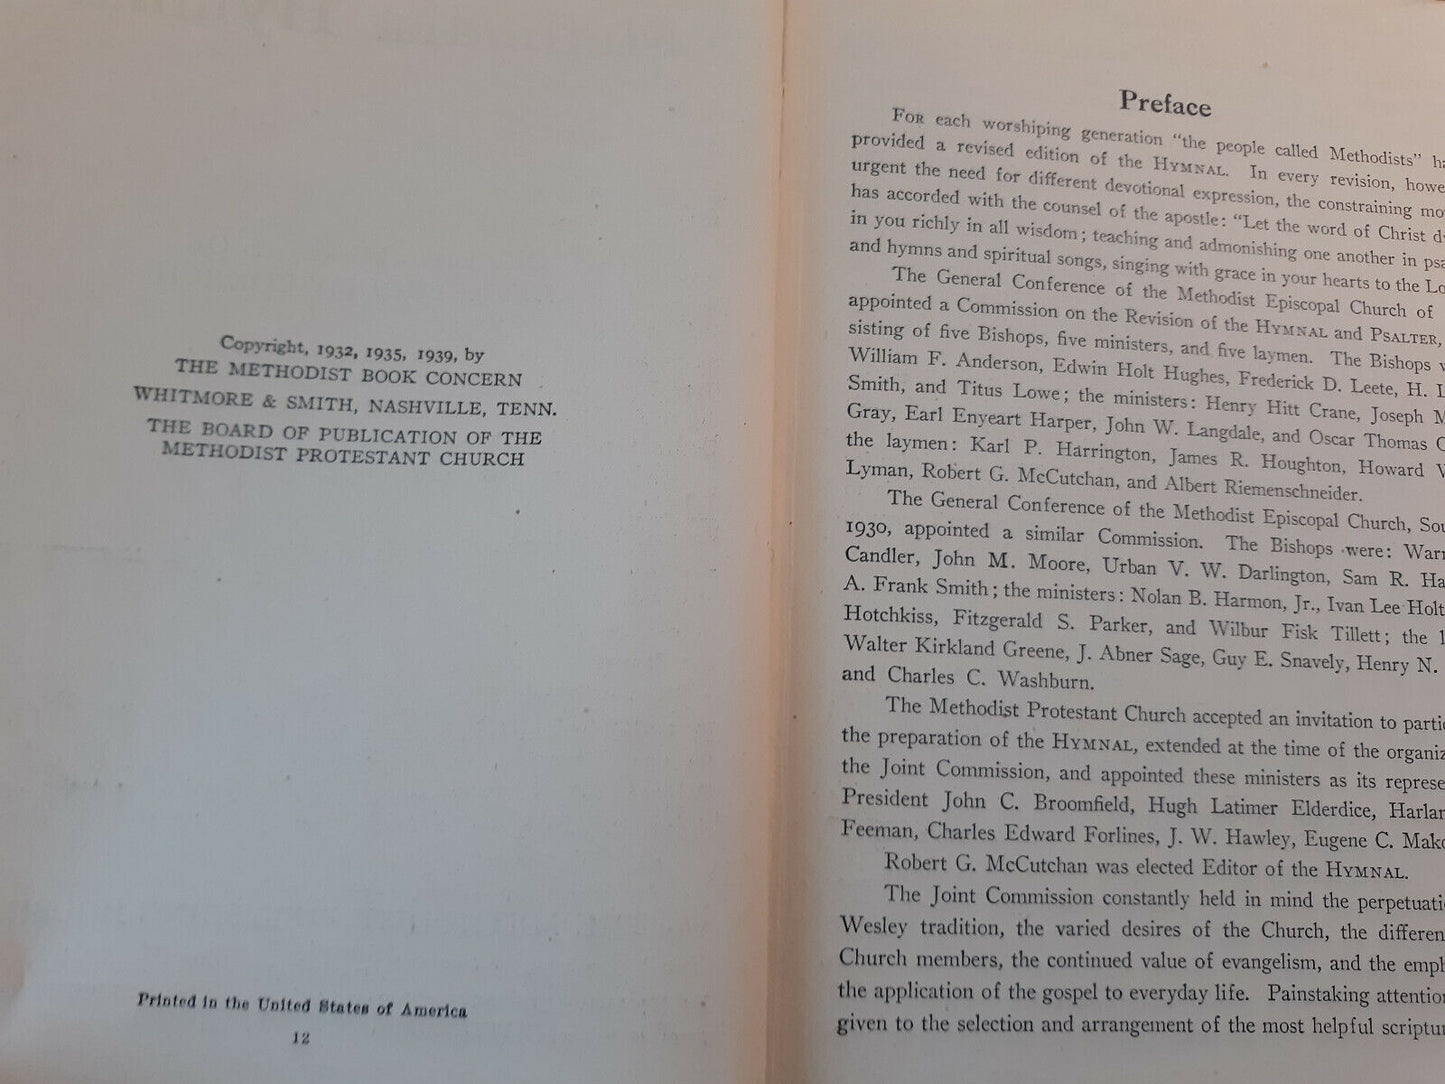 Copyright, 1932, 1935, 1939, by
THE METHODIST BOOK CONCERN
WHITMORE & SMITH, NASHVILLE, TENN.
THE BOARD OF PUBLICATION OF THE
METHODIST PROTESTANT CHURCH
Printed in the United States of America
12
Preface
FOR each worshiping generation "the people called Methodists"
provided a revised edition of the HYMNAL. In every revision,
urgent the need for different devotional expression, the constraining
has accorded with the counsel of the apostle: "Let the word of Christ
in you richly in all wisdom; teaching and admonishing one another in
and hymns and spiritual songs, singing with grace in your hearts to the
The General Conference of the Methodist Episcopal Church of
appointed a Commission on the Revision of the HYMNAL and PSALTER,
sisting of five Bishops, five ministers, and five laymen. The Bishops
William F. Anderson, Edwin Holt Hughes, Frederick D. Leete, H.
Smith, and Titus Lowe; the ministers: Henry Hitt Crane, Joseph
Gray, Earl Enyeart Harper, John W. Langdale, and Oscar Thomas
the laymen: Karl P. Harrington, James R. Houghton, Howard
Lyman, Robert G. McCutchan, and Albert Riemenschneider.
The General Conference of the Methodist Episcopal Church,
1930, appointed a similar Commission. The Bishops were:
Candler, John M. Moore, Urban V. W. Darlington, Sam R.
A. Frank Smith; the ministers: Nolan B. Harmon, Jr., Ivan Lee
Hotchkiss, Fitzgerald S. Parker, and Wilbur Fisk Tillett; the
Walter Kirkland Greene, J. Abner Sage, Guy E. Snavely, Henry N.
and Charles C. Washburn.
The Methodist Protestant Church accepted an invitation to
the preparation of the HYMNAL, extended at the time of the
the Joint Commission, and appointed these ministers as its
President John C. Broomfield, Hugh Latimer Elderdice,
Feeman, Charles Edward Forlines, J. W. Hawley, Eugene C.
Robert G. McCutchan was elected Editor of the HYMNAL.
The Joint Commission constantly held in mind the
Wesley tradition, the varied desires of the Church, the
Church members, the continued value of evangelism, and the
the application of the gospel to everyday life. Painstaking
given to the selection and arrangement of the most helpful